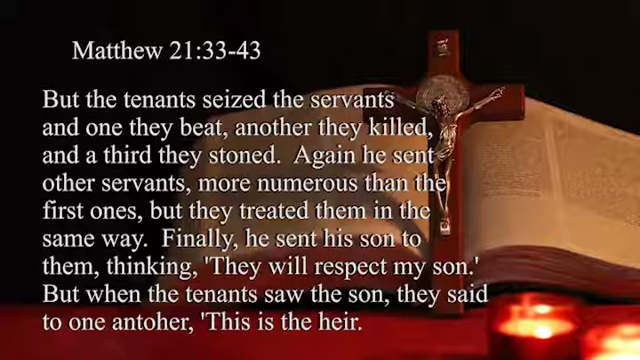 Matthew 21:33-43
But the tenants seized the servants
and one they beat, another they killed,
and a third they stoned.  Again he sent
other servants, more numerous than the
first ones, but they treated them in the
same way.  Finally, he sent his son to
them, thinking, 'They will respect my son.'
But when the tenants saw the son, they said
to one antoher, 'This is the heir.